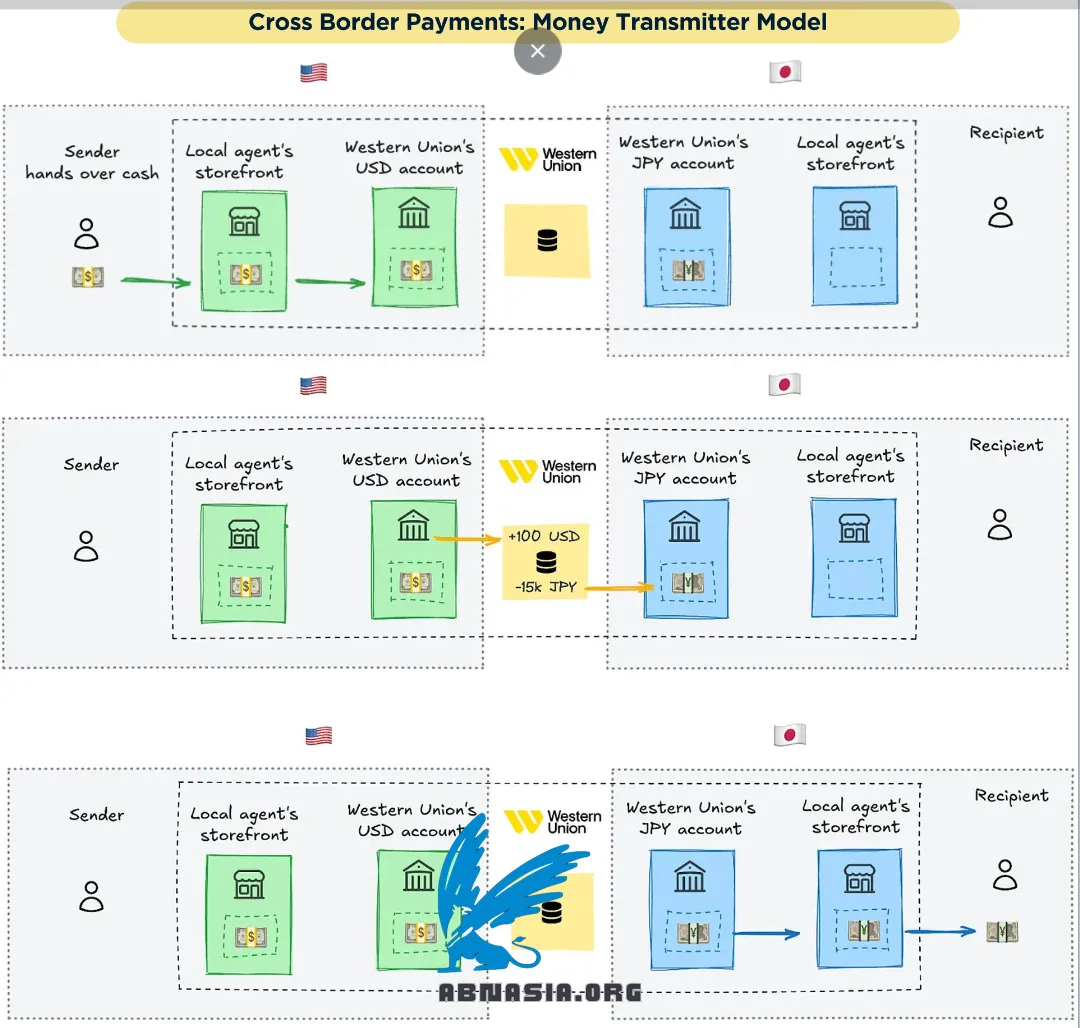 Cross Border Payments: Money Transmitter Model
Sender
hands over cash
Local agent's
storefront
Western Union's
USD account
Western
Union
Western Union's
JPY account
Local agent's
storefront
Recipient
$
$
$
¥
Sender
Local agent's
storefront
Western Union's
USD account
Western
Union
+100 USD
-15k JPY
Western Union's
JPY account
Local agent's
storefront
Recipient
$
$
¥
Sender
Local agent's
storefront
Western Union's
USD account
Western
Union
Western Union's
JPY account
Local agent's
storefront
Recipient
$
$
¥
¥
¥
ABNASIA.ORG